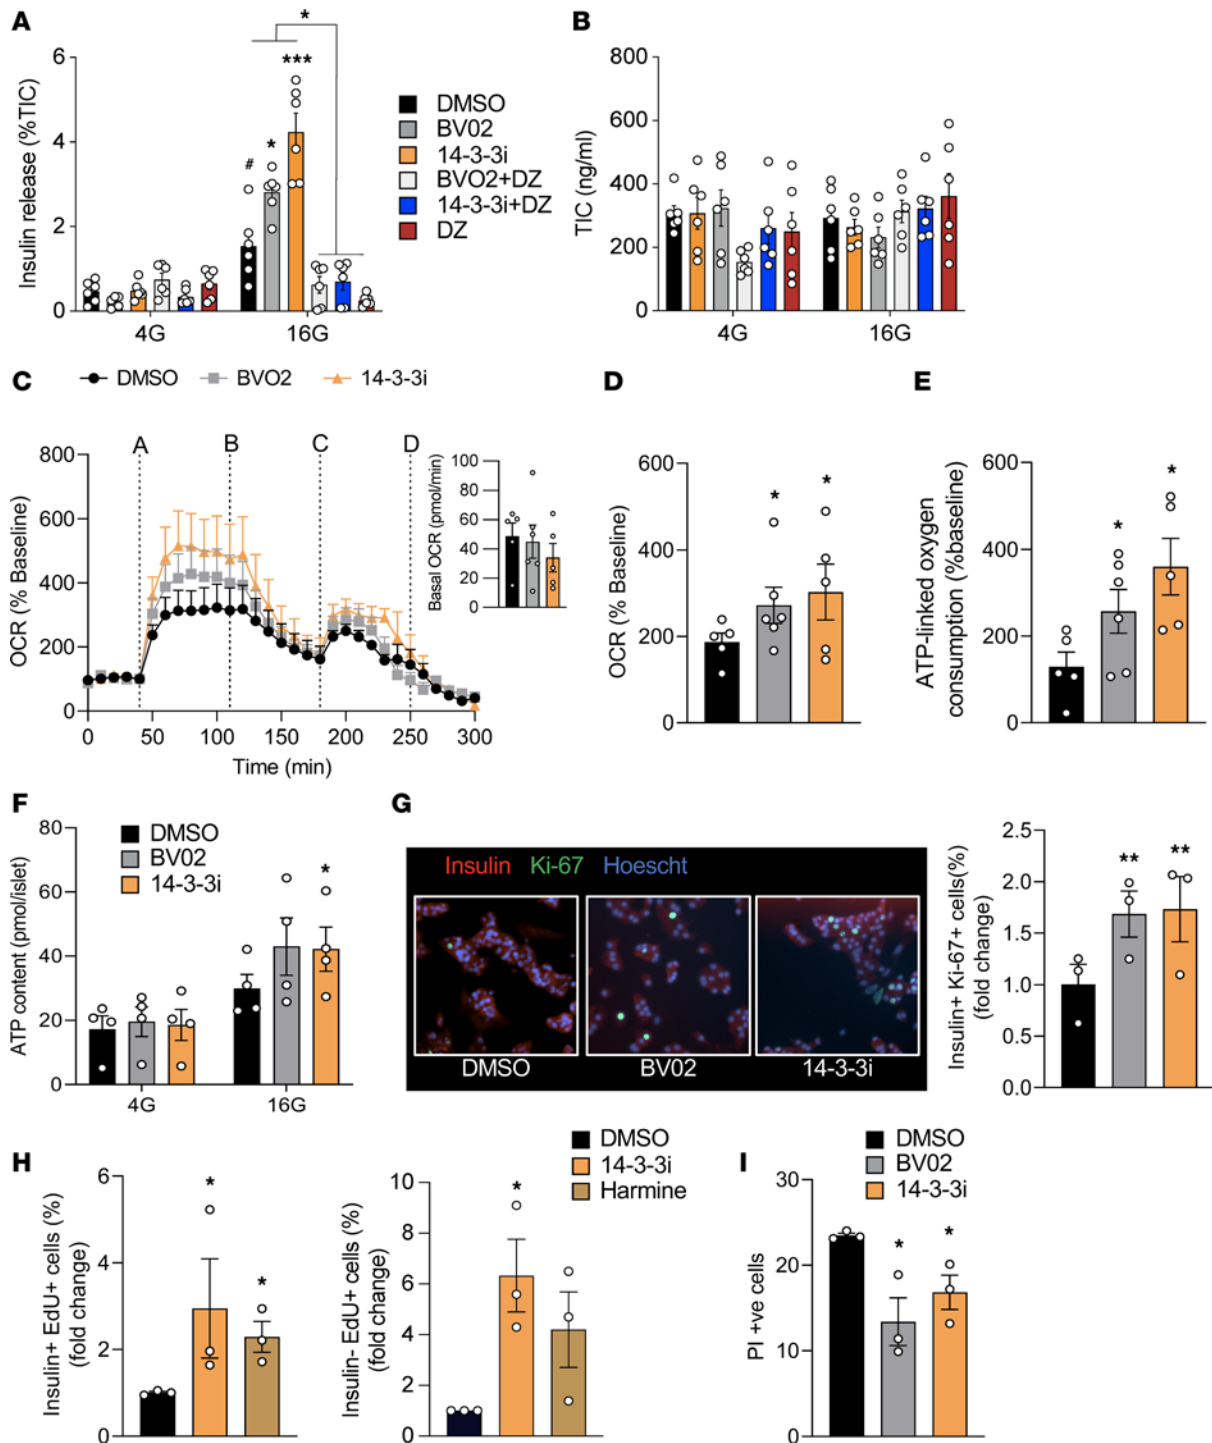 A
Insulin release (%TIC)
6
4
2
0
4G
16G
#
*
***
*
DMSO
BV02
14-3-3i
BVO2+DZ
14-3-3i+DZ
DZ
B
TIC (ng/ml)
800
600
400
200
0
4G
16G
C
DMSO
BVO2
14-3-3i
OCR (% Baseline)
800
600
400
200
0
A
B
C
D
0
50
100
150
200
250
300
Time (min)
Basal OCR (pmol/min)
100
80
60
40
20
0
D
OCR (% Baseline)
600
400
200
0
*
*
E
ATP-linked oxygen
consumption (%baseline)
600
400
200
0
*
*
F
ATP content (pmol/islet)
80
60
40
20
0
DMSO
BV02
14-3-3i
*
4G
16G
G
Insulin Ki-67 Hoescht
DMSO
BV02
14-3-3i
Insulin+ Ki-67+ cells(%)
(fold change)
2.5
2.0
1.5
1.0
0.5
0.0
**
**
H
Insulin+ EdU+ cells (%)
(fold change)
6
4
2
0
*
*
Insulin- EdU+ cells (%)
(fold change)
10
8
6
4
2
0
*
DMSO
14-3-3i
Harmine
I
PI +ve cells
30
20
10
0
DMSO
BV02
14-3-3i
*
*